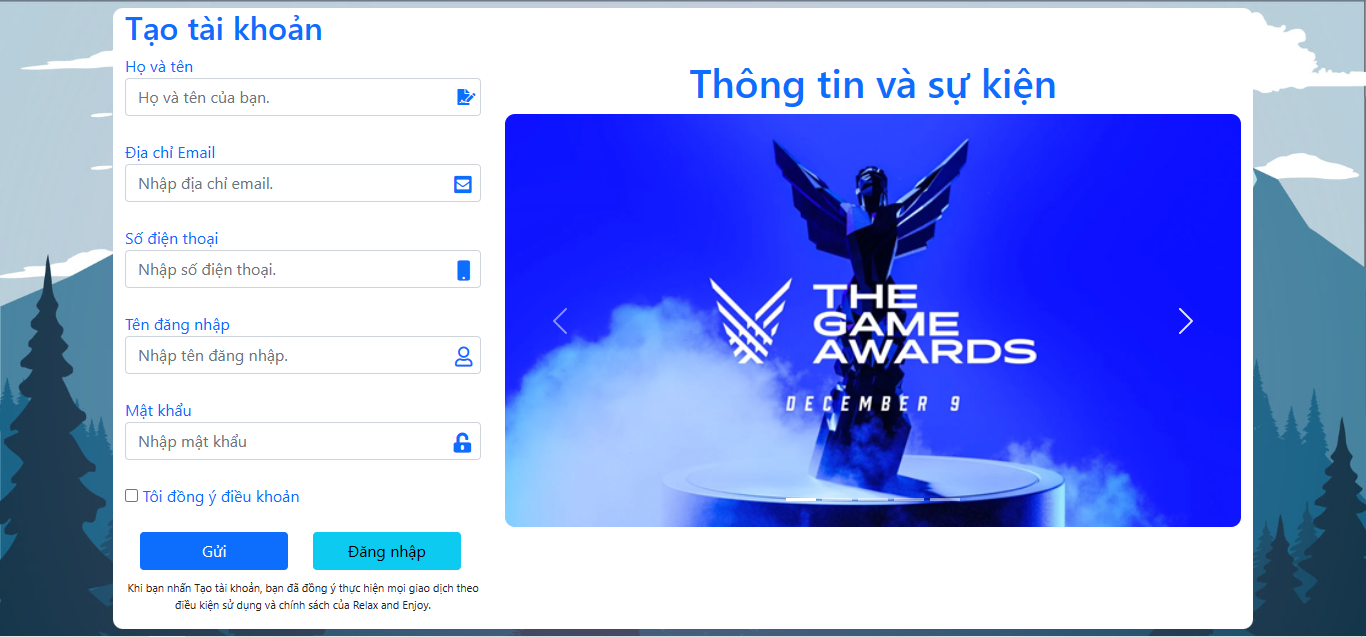 Tạo tài khoản
Họ và tên
Họ và tên của bạn.
Địa chỉ Email
Nhập địa chỉ email.
Số điện thoại
Nhập số điện thoại.
Tên đăng nhập
Nhập tên đăng nhập.
Mật khẩu
Nhập mật khẩu
Tôi đồng ý điều khoản
Gửi
Đăng nhập
Khi bạn nhấn Tạo tài khoản, bạn đã đồng ý thực hiện mọi giao dịch theo
điều kiện sử dụng và chính sách của Relax and Enjoy.
Thông tin và sự kiện
THE
GAME
AWARDS
DECEMBER 9